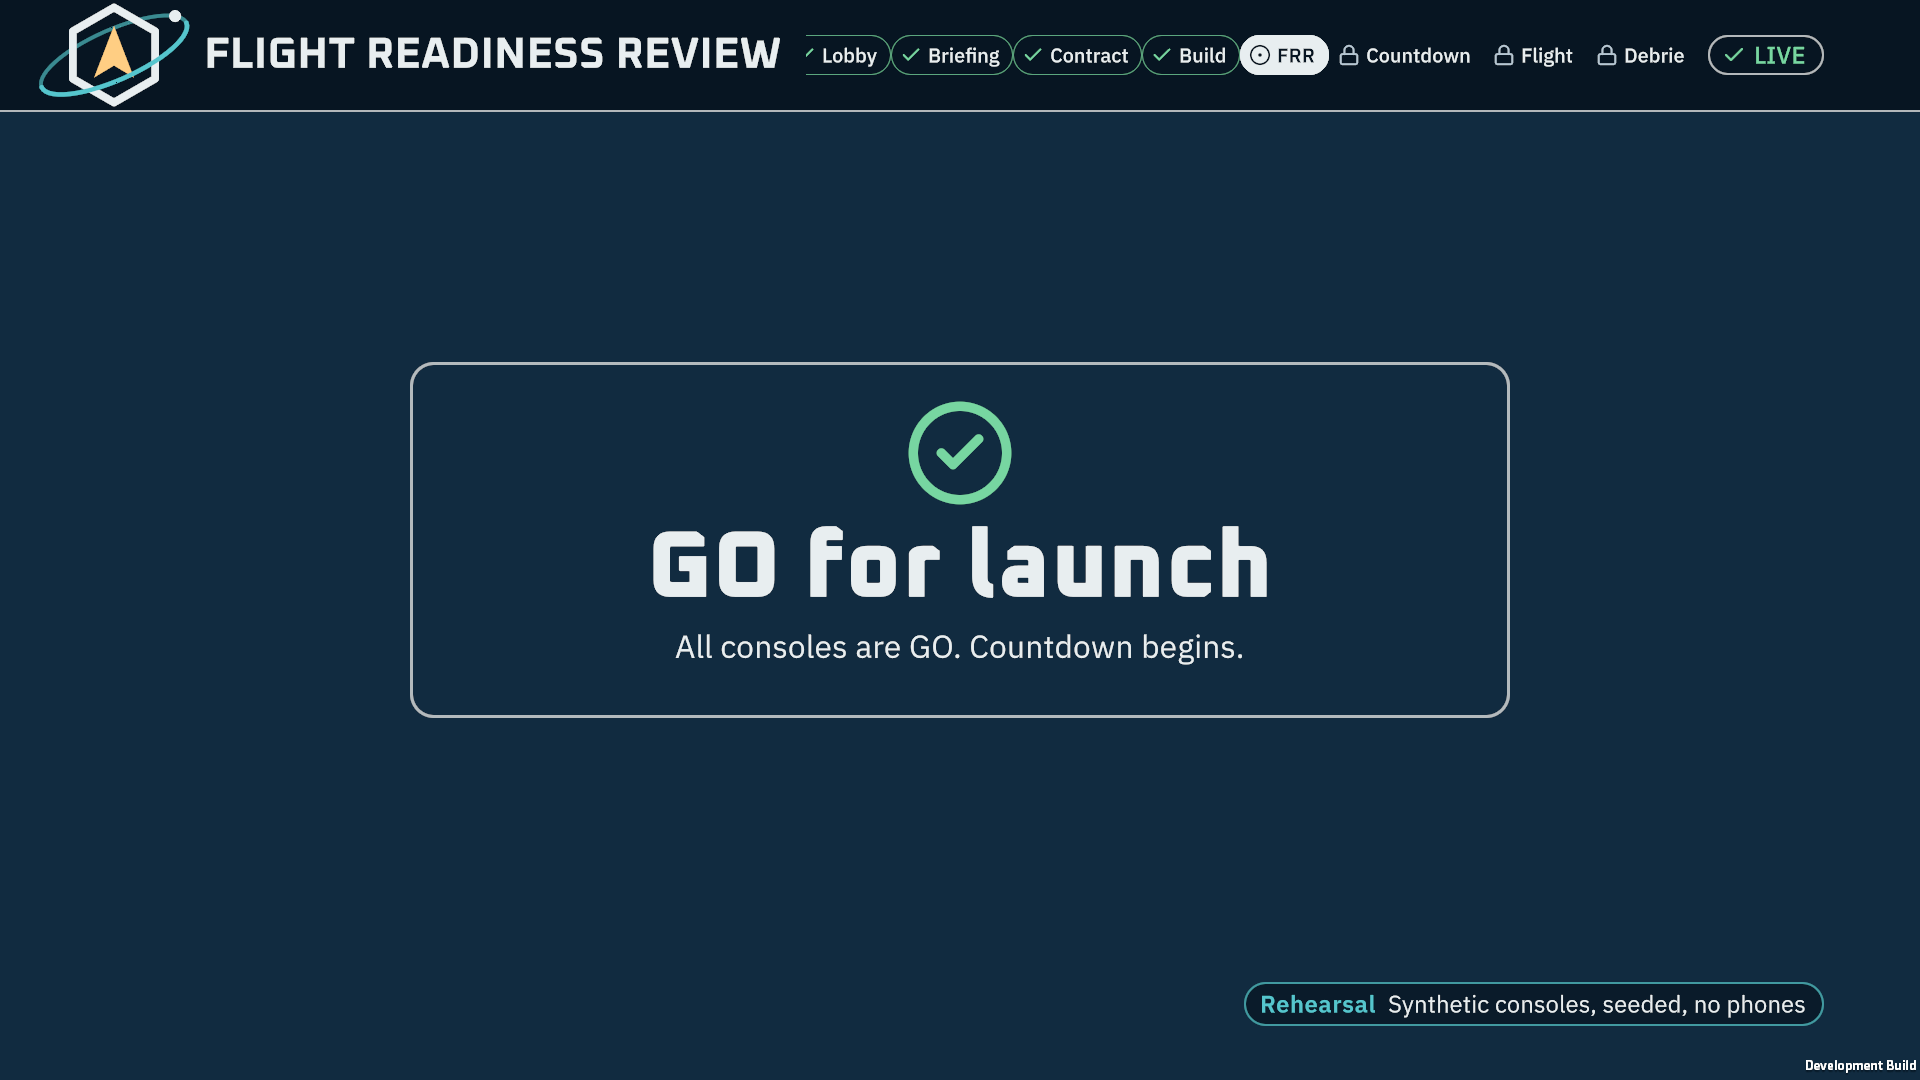 FLIGHT READINESS REVIEW
Lobby Briefing Contract Build FRR Countdown Flight Debrie LIVE
GO for launch
All consoles are GO. Countdown begins.
Rehearsal Synthetic consoles, seeded, no phones
Development Build